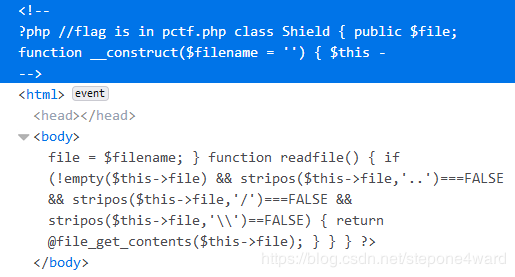 <!--
?php //flag is in pctf.php class Shield { public $file;
function __construct($filename = '') { $this -
-->
<html> event
<head></head>
<body>
file = $filename; } function readfile() { if
(!empty($this->file) && stripos($this->file,'..')===FALSE
&& stripos($this->file,'/')===FALSE &&
stripos($this->file,'\\')==FALSE) { return
@file_get_contents($this->file); } } } ?>
</body>
https://blog.csdn.net/stepone4ward